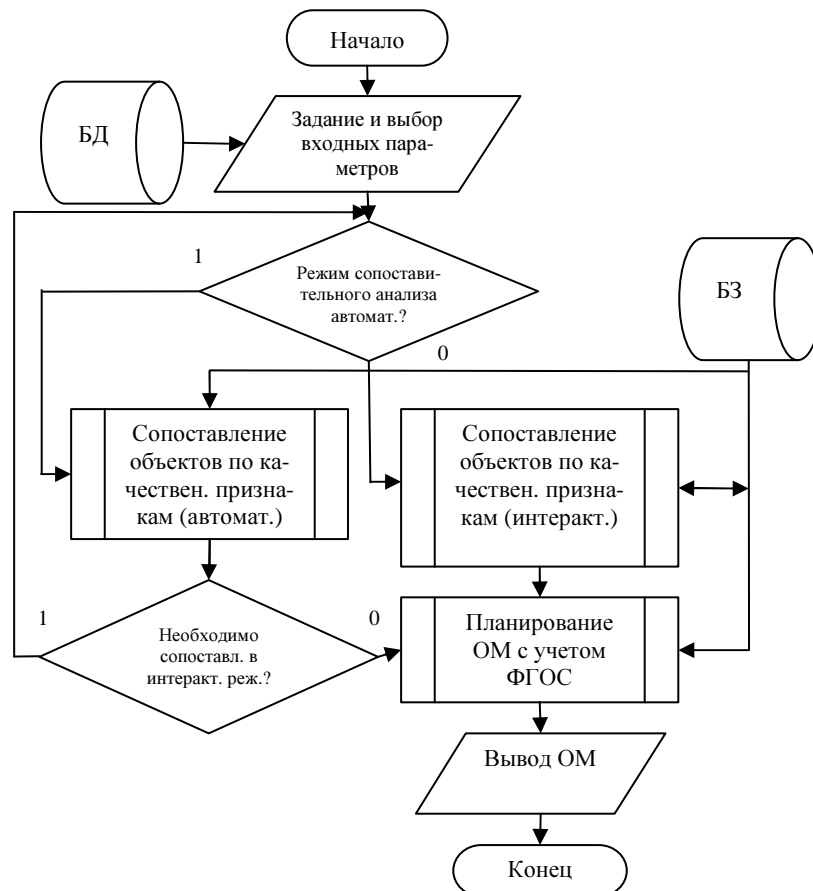 Начало
БД
Задание и выбор
входных пара-
метров
1
Режим сопостави-
тельного анализа
автомат.?
БЗ
0
Сопоставление
объектов по ка-
чествен. призна-
кам (автомат.)
Сопоставление
объектов по ка-
чествен. призна-
кам (интеракт.)
1
Необходимо
сопоставл. в
интеракт. реж.?
0
Планирование
ОМ с учетом
ФГОС
Вывод ОМ
Конец